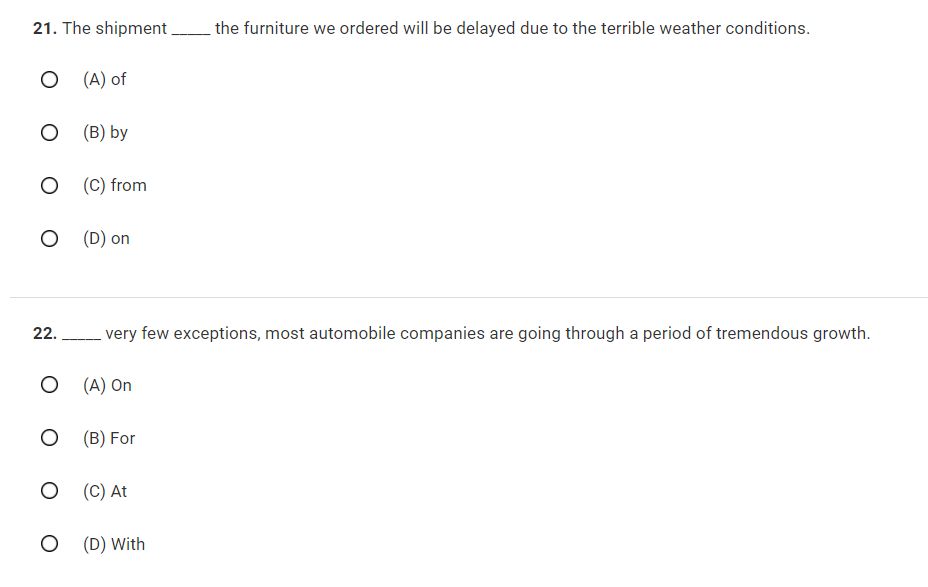 21. The shipment _____ the furniture we ordered will be delayed due to the terrible weather conditions.
(A) of
(B) by
(C) from
(D) on
22. _____ very few exceptions, most automobile companies are going through a period of tremendous growth.
(A) On
(B) For
(C) At
(D) With